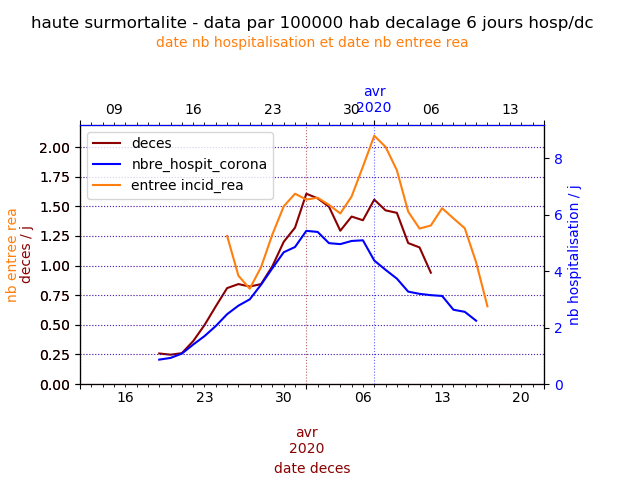 haute surmortalite - data par 100000 hab decalage 6 jours hosp/dc
date nb hospitalisation et date nb entree rea
avr
2020
09 16 23 30 06 13
deces
nbre_hospit_corona
entree incid_rea
2.00
1.75
1.50
1.25
1.00
0.75
0.50
0.25
0.00
nb entree rea
deces / j
8
6
4
2
0
nb hospitalisation / j
16 23 30 06 13 20
avr
2020
date deces